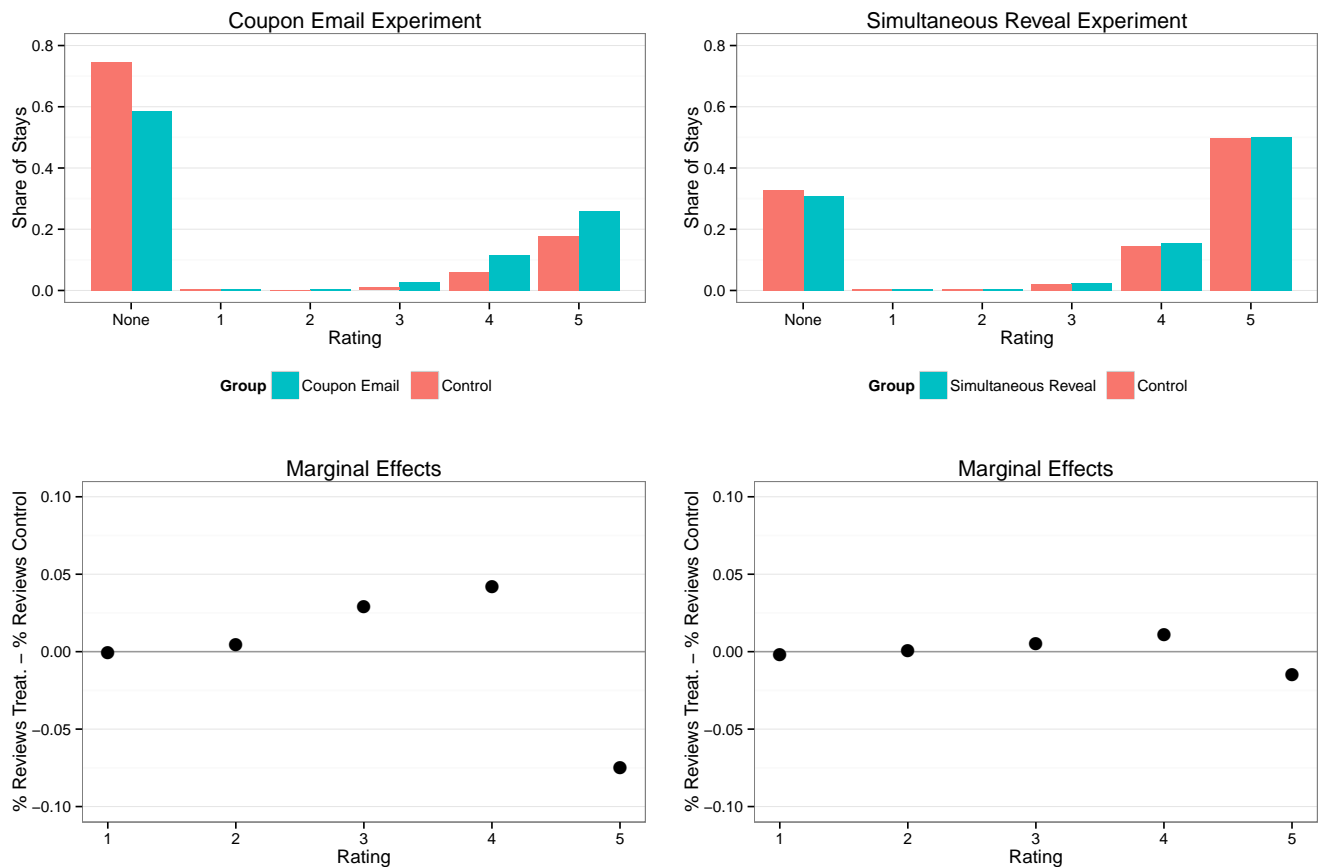 Coupon Email Experiment
0.8
0.6
0.4
0.2
0.0
Share of Stays
None 1 2 3 4 5
Rating
Group Coupon Email Control
Simultaneous Reveal Experiment
0.8
0.6
0.4
0.2
0.0
Share of Stays
None 1 2 3 4 5
Rating
Group Simultaneous Reveal Control
Marginal Effects
0.10
0.05
0.00
−0.05
−0.10
% Reviews Treat. − % Reviews Control
1 2 3 4 5
Rating
Marginal Effects
0.10
0.05
0.00
−0.05
−0.10
% Reviews Treat. − % Reviews Control
1 2 3 4 5
Rating